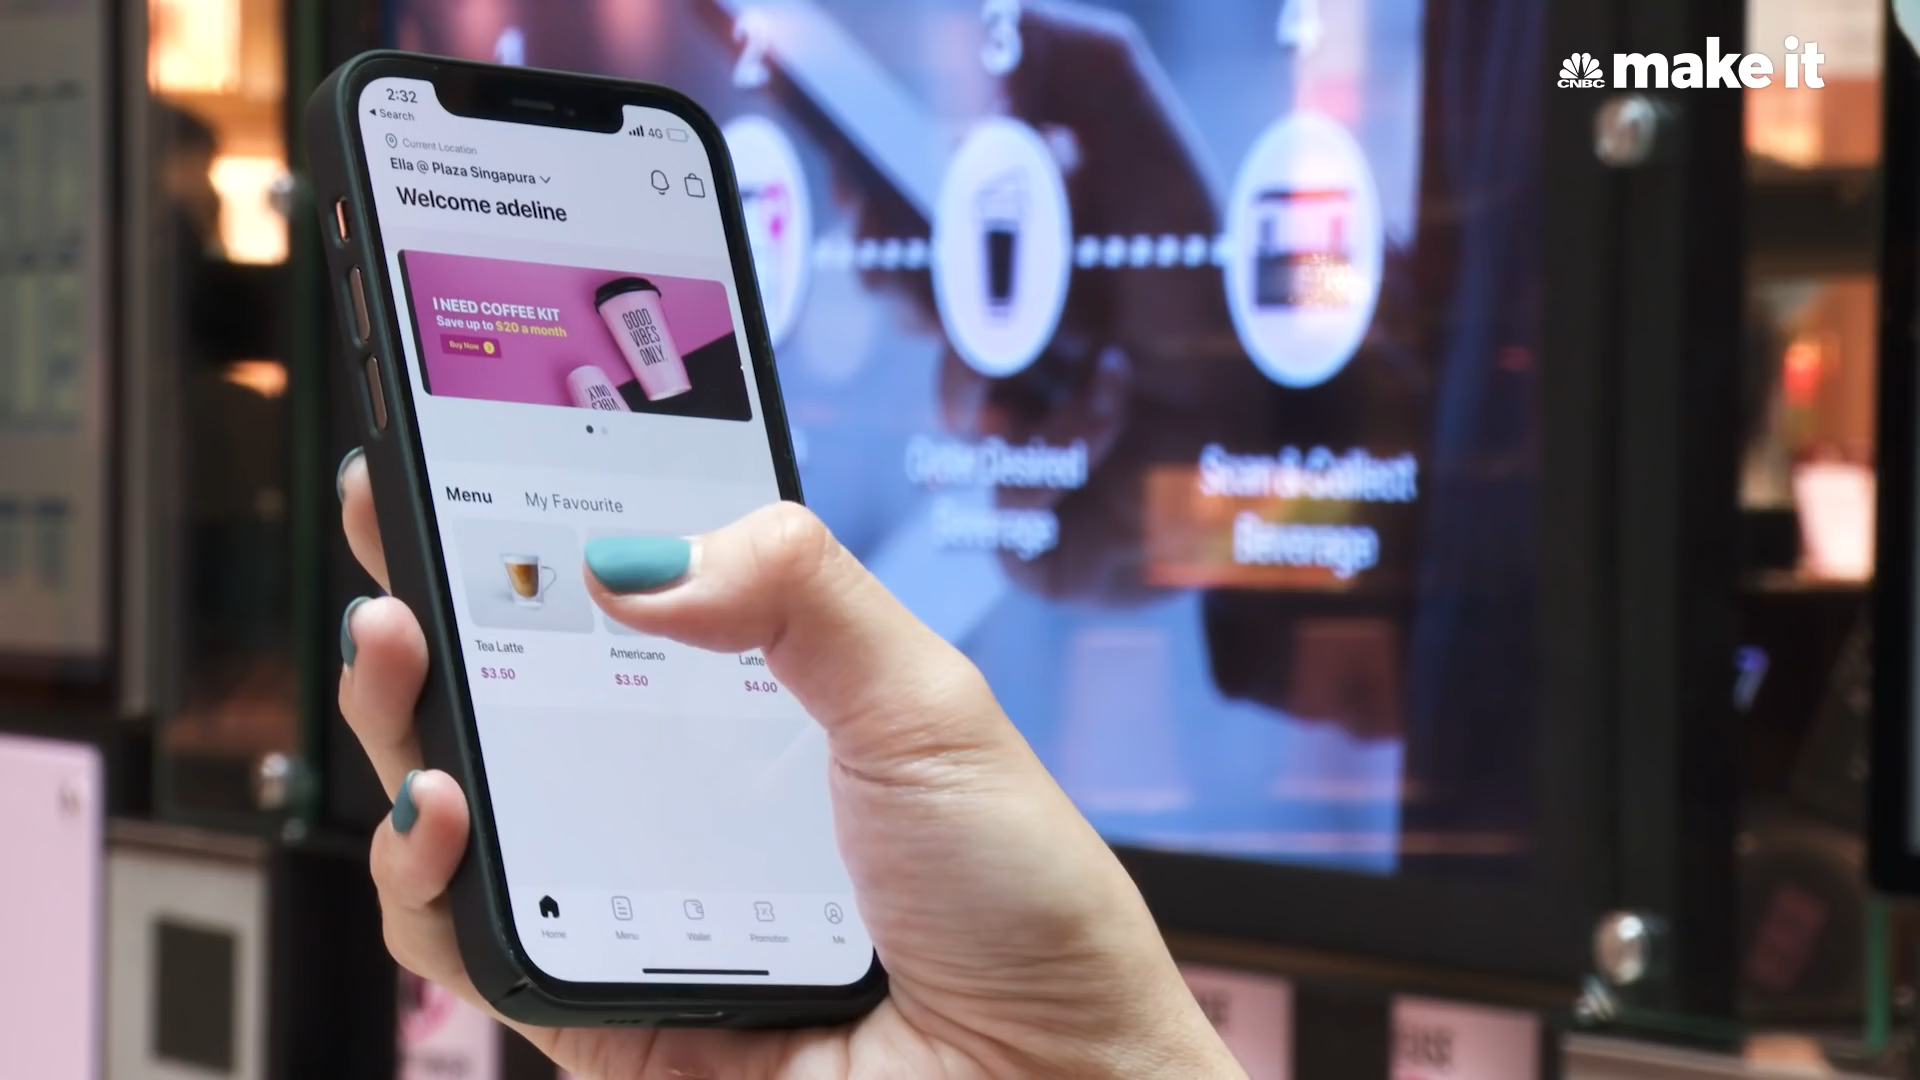 CNBC make it
1
2
3
4
2:32
Search
4G
Current Location
Ella @ Plaza Singapura
Welcome adeline
I NEED COFFEE KIT
Save up to $20 a month
Buy Now
GOOD
VIBES
ONLY.
Menu
My Favourite
Tea Latte
$3.50
Americano
$3.50
Latte
$4.00
Home
Menu
Wallet
Promotion
Me
Order Desired
Beverage
Scan & Collect
Beverage